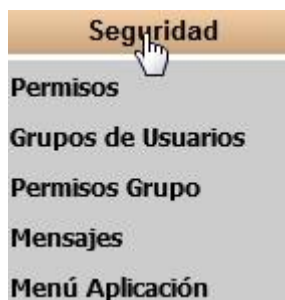 Seguridad
Permisos
Grupos de Usuarios
Permisos Grupo
Mensajes
Menú Aplicación